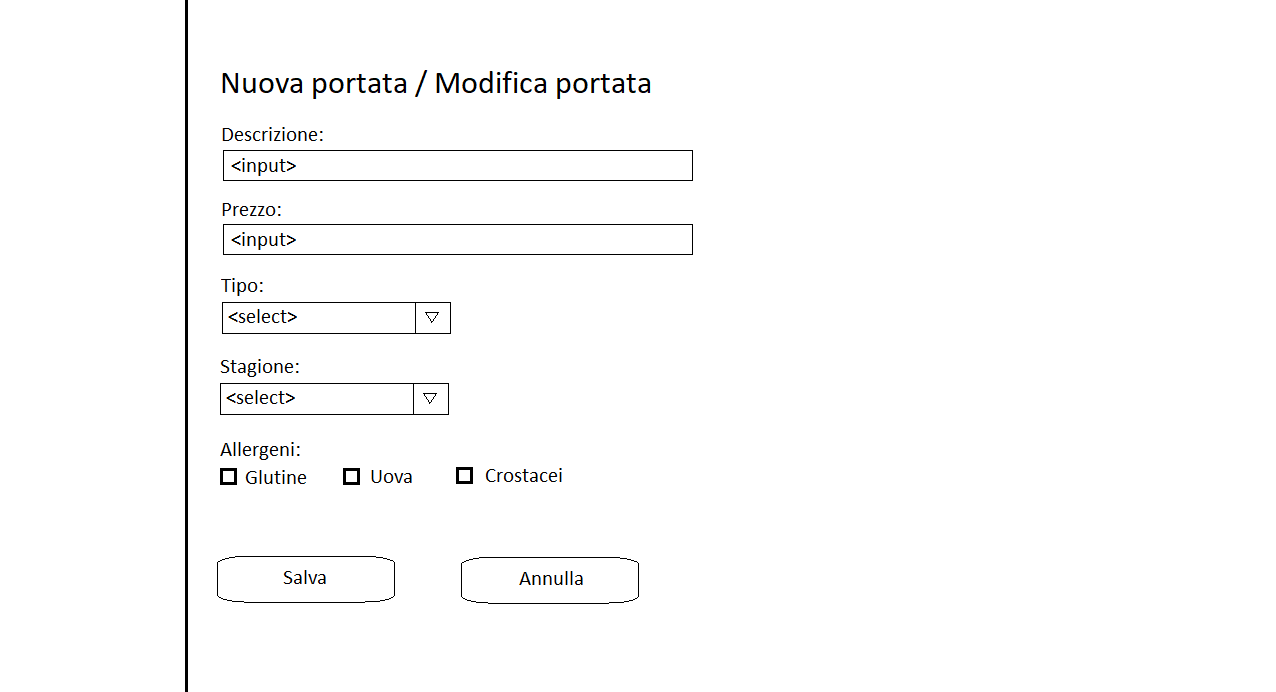 Nuova portata / Modifica portata
Descrizione:
<input>
Prezzo:
<input>
Tipo:
<select>
Stagione:
<select>
Allergeni:
Glutine Uova Crostacei
Salva Annulla